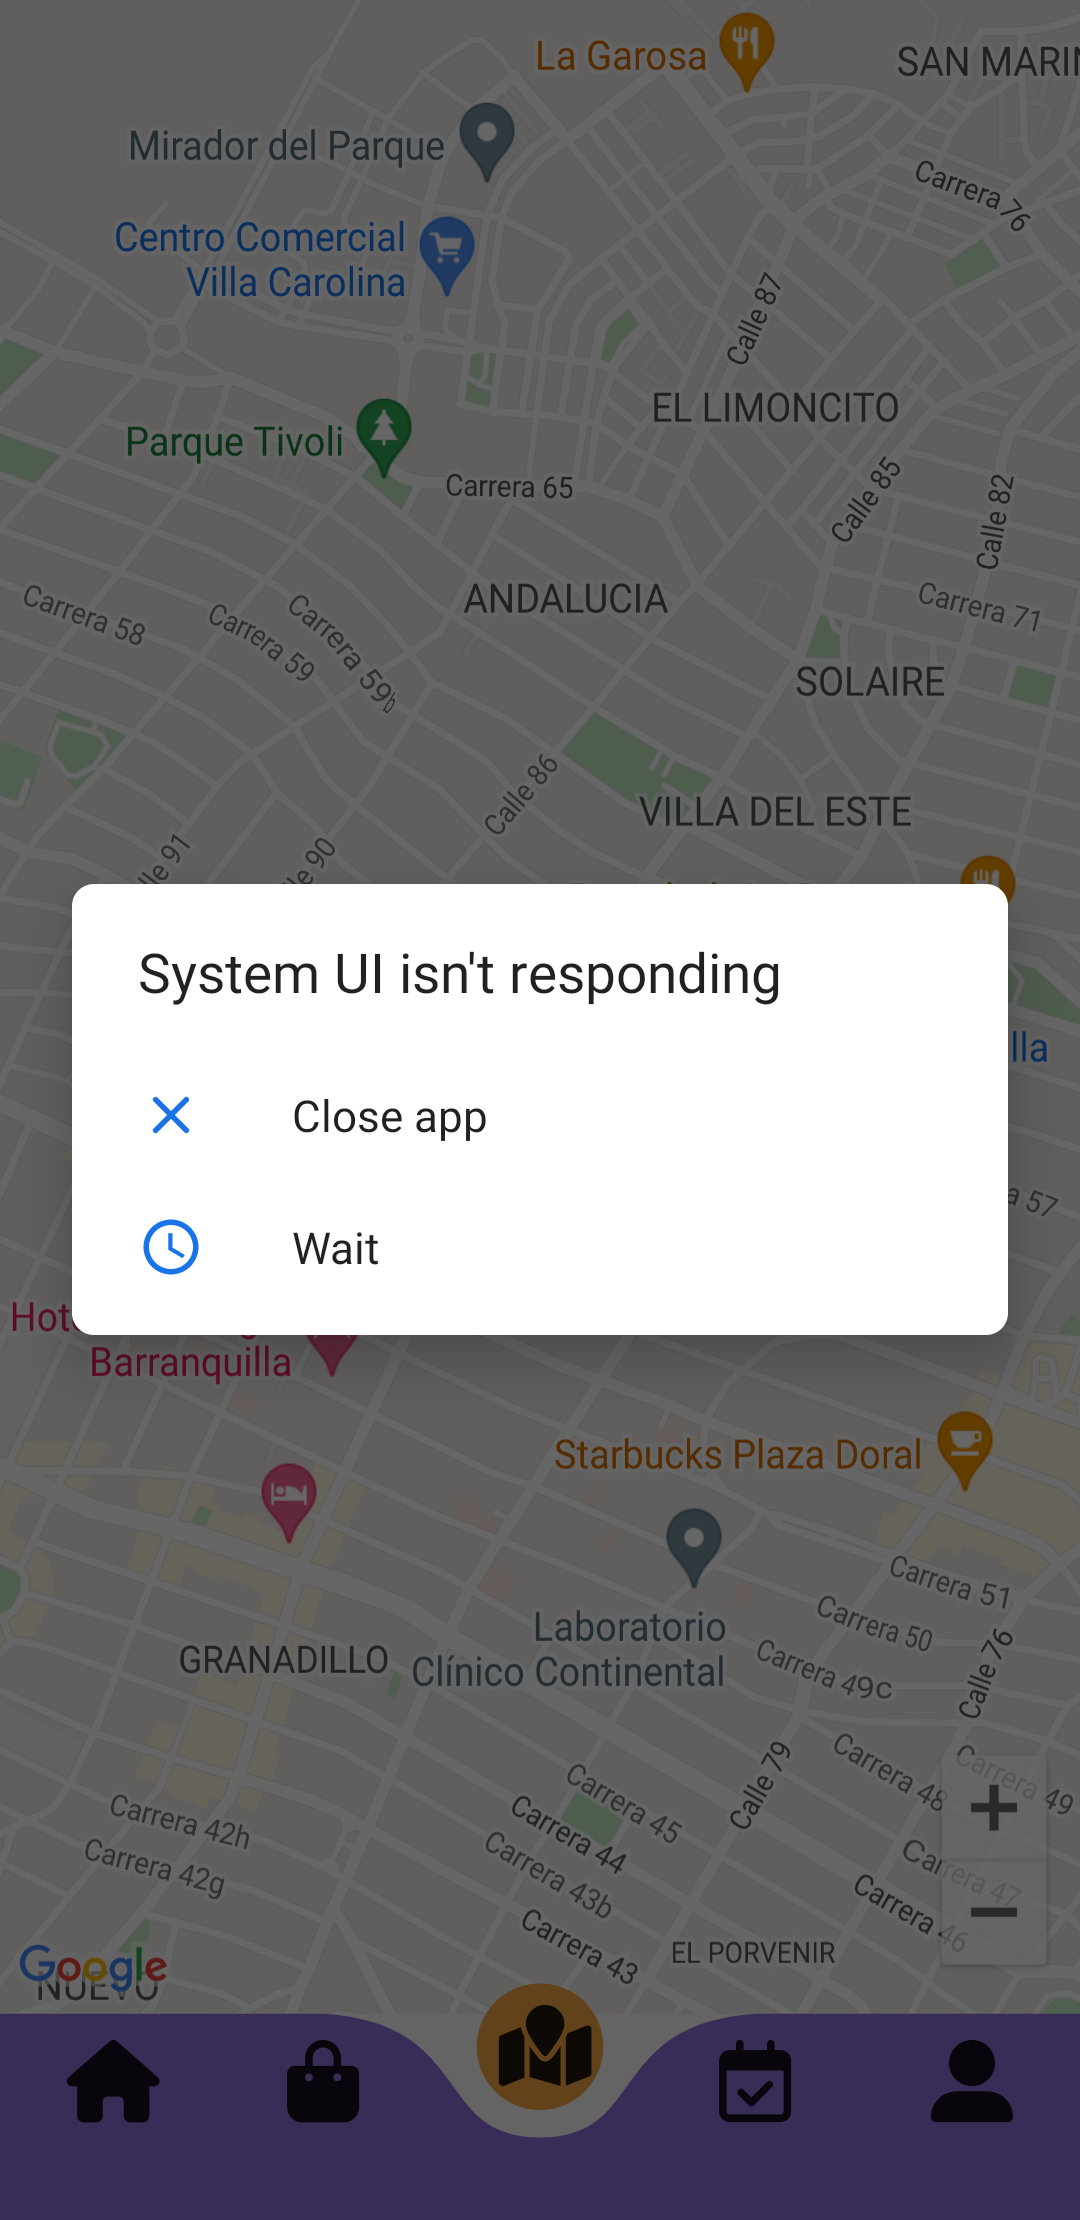 La Garosa
SAN MARIN
Mirador del Parque
Carrera 76
Centro Comercial
Villa Carolina
Calle 87
EL LIMONCITO
Parque Tivoli
Carrera 65
Calle 85
Calle 82
ANDALUCIA
Carrera 58
Carrera 59
Carrera 59b
Carrera 71
SOLAIRE
Calle 86
VILLA DEL ESTE
lle 91
le 90
System UI isn't responding
lla
Close app
a 57
Wait
Hot
Barranquilla
Starbucks Plaza Doral
Carrera 51
Laboratorio
Clínico Continental
Carrera 50
GRANADILLO
Carrera 49c
Calle 76
Calle 79
Carrera 48
Carrera 49
Carrera 45
Carrera 42h
Carrera 44
Carrera 42g
Carrera 43b
Carrera 47
Carrera 46
Carrera 43
EL PORVENIR
Google
NUEVO